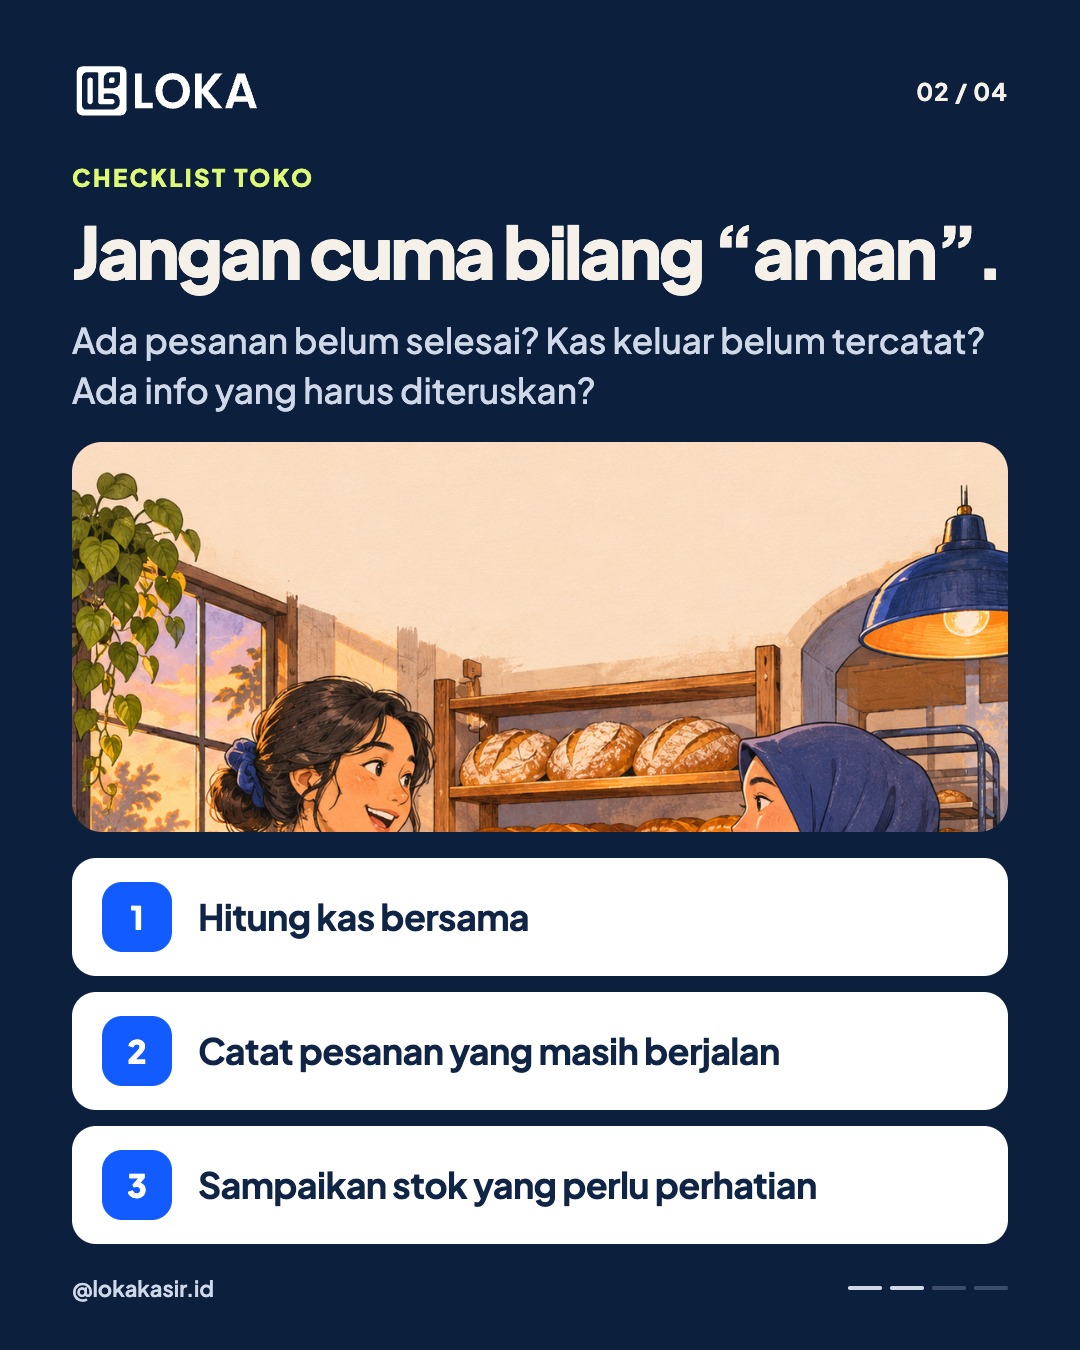 LOKA
02 / 04
CHECKLIST TOKO
Jangan cuma bilang “aman”.
Ada pesanan belum selesai? Kas keluar belum tercatat?
Ada info yang harus diteruskan?
1 Hitung kas bersama
2 Catat pesanan yang masih berjalan
3 Sampaikan stok yang perlu perhatian
@lokakasir.id